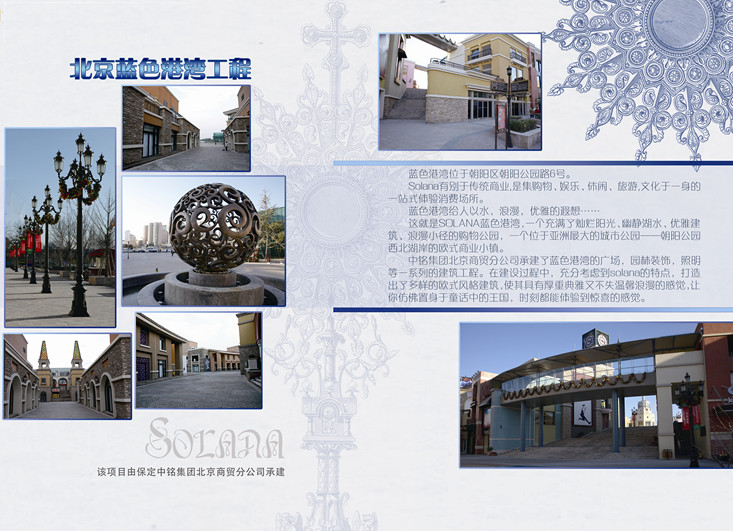 北京蓝色港湾工程
蓝色港湾位于朝阳区朝阳公园路6号。
Solana有别于传统商业,是集购物、娱乐、休闲、旅游,文化于一身的
一站式体验消费场所。
蓝色港湾给人以水，浪漫，优雅的遐想……
这就是SOLANA蓝色港湾,一个充满了灿烂阳光、幽静湖水、优雅建
筑、浪漫小径的购物公园，一个位于亚洲最大的城市公园——朝阳公园
西北湖岸的欧式商业小镇。
中铭集团北京商贸分公司承建了蓝色港湾的广场，园林装饰，照明
等一系列的建筑工程。在建设过程中，充分考虑到solana的特点，打造
出了多样的欧式风格建筑,使其具有厚重典雅又不失温馨浪漫的感觉,让
你仿佛置身于童话中的王国，时刻都能体验到惊喜的感觉。
SOLANA
该项目由保定中铭集团北京商贸分公司承建